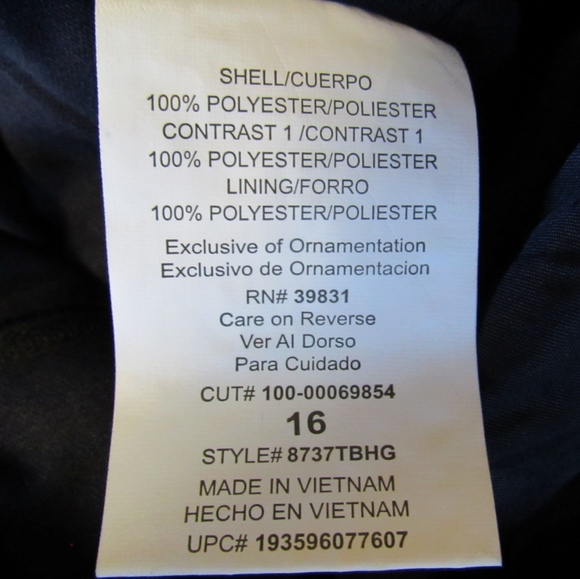 SHELL/CUERPO
100% POLYESTER/POLIESTER
CONTRAST 1 /CONTRAST 1
100% POLYESTER/POLIESTER
LINING/FORRO
100% POLYESTER/POLIESTER
Exclusive of Ornamentation
Exclusivo de Ornamentacion
RN# 39831
Care on Reverse
Ver Al Dorso
Para Cuidado
CUT# 100-00069854
16
STYLE# 8737TBHG
MADE IN VIETNAM
HECHO EN VIETNAM
UPC# 193596077607